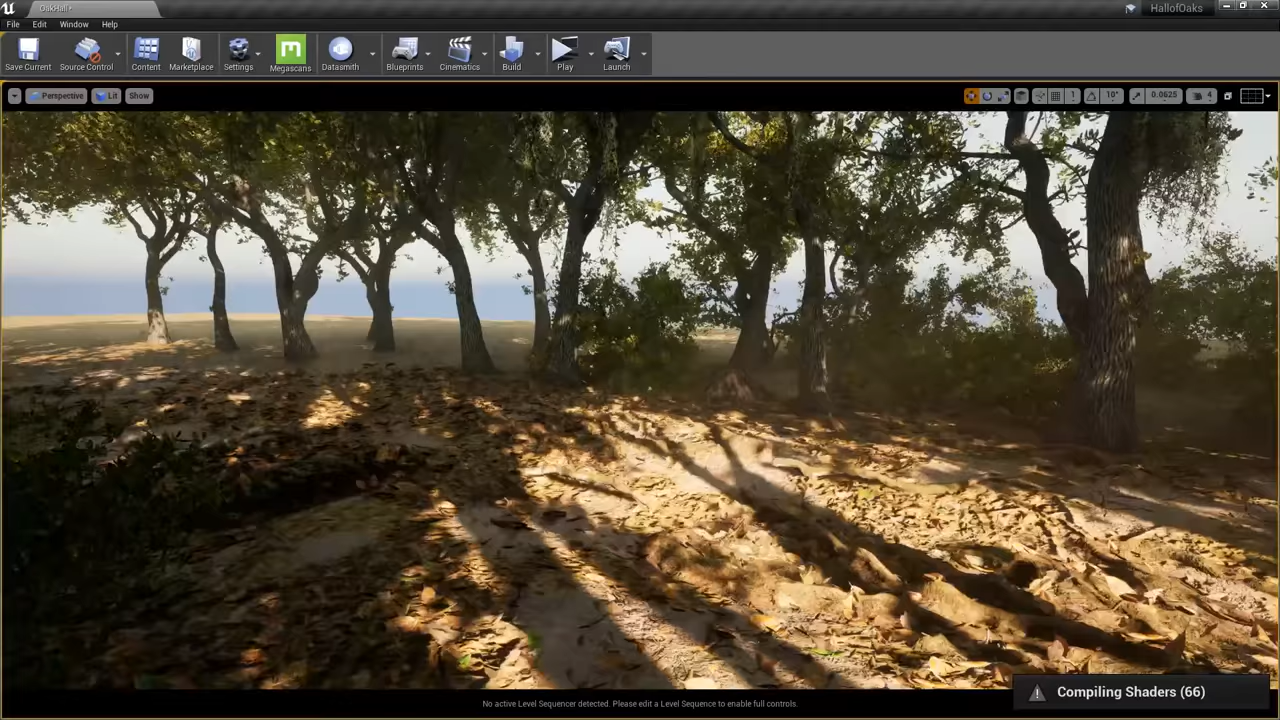 OakHall*
HallofOaks
File Edit Window Help
Save Current Source Control Content Marketplace Settings Megascans Datasmith Blueprints Cinematics Build Play Launch
Perspective Lit Show 1 10° 0.0625 4
Compiling Shaders (66)
No active Level Sequencer detected. Please edit a Level Sequence to enable full controls.